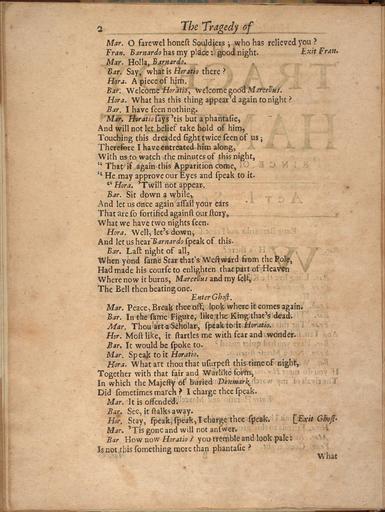 2
The Tragedy of
Mar. O farewel honest Souldiers; who has relieved you?
Fran. Barnardo has my place: good night. Exit Fran.
Mar. Holla, Barnardo.
Bar. Say, what is Horatio there?
Hora. A piece of him.
Bar. Welcome Horatio, welcome good Marcellus.
Hora. What has this thing appear'd again to night?
Bar. I have seen nothing.
Mar. Horatio says 'tis but a phantasie,
And will not let belief take hold of him,
Touching this dreaded sight twice seen of us;
Therefore I have entreated him along,
With us to watch the minutes of this night,
“ That if again this Apparition come,
“ He may approve our Eyes and speak to it.
“ Hora. 'Twill not appear.
Bar. Sit down a while,
And let us once again assail your ears
That are so fortified against our story,
What we have two nights seen.
Hora. Well, let's down,
And let us hear Barnardo speak of this.
Bar. Last night of all,
When yond same Star that's Westward from the Pole,
Had made his course to enlighten that part of Heaven
Where now it burns, Marcellus and my self,
The Bell then beating one.
Enter Ghost.
Mar. Peace, Break thee off, look where it comes again.
Bar. In the same Figure, like the King that's dead.
Mar. Thou art a Scholar, speak to it Horatio.
Hor. Most like, it startles me with fear and wonder.
Bar. It would be spoke to.
Mar. Speak to it Horatio.
Hora. What art thou that usurpest this time of night,
Together with that fair and Warlike form,
In which the Majesty of buried Denmark
Did sometimes march? I charge thee speak.
Mar. It is offended.
Bar. See, it stalks away.
Hor. Stay, speak, speak, I charge thee speak. [Exit Ghost.
Mar. 'Tis gone and will not answer.
Bar. How now Horatio? you tremble and look pale:
Is not this something more than phantasie?
What